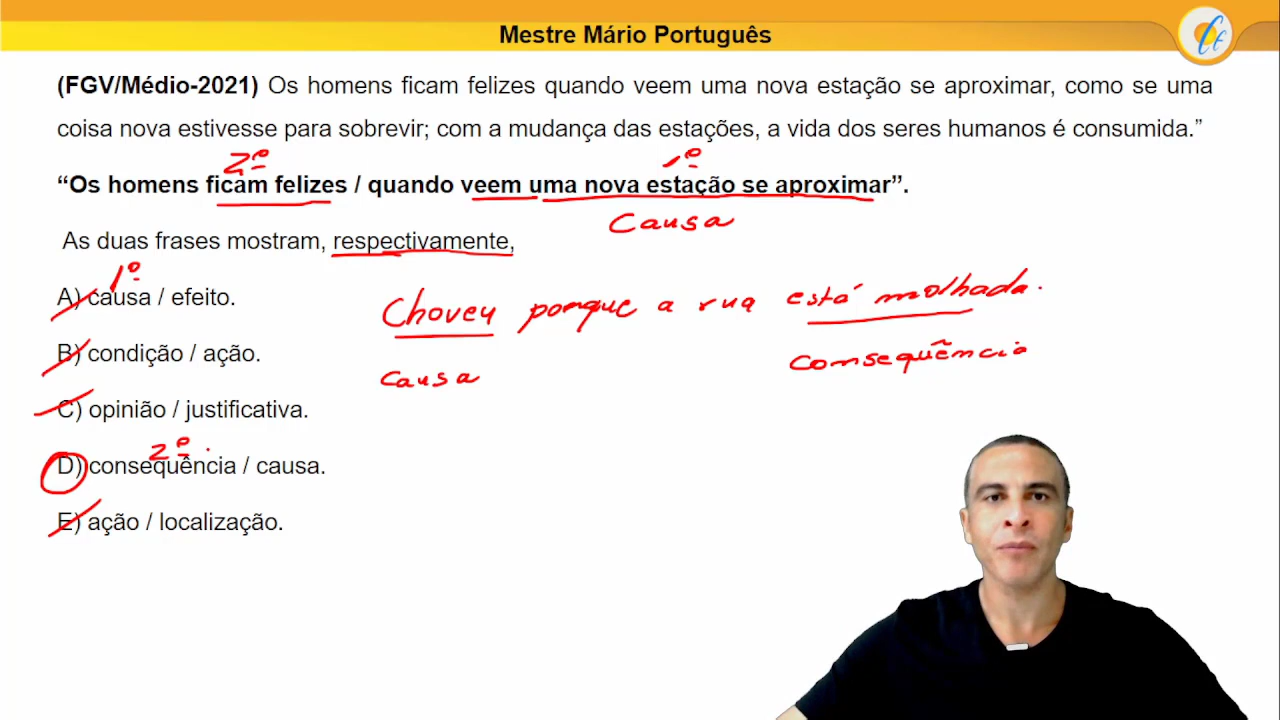 Mestre Mário Português
(FGV/Médio-2021) Os homens ficam felizes quando veem uma nova estação se aproximar, como se uma
coisa nova estivesse para sobrevir; com a mudança das estações, a vida dos seres humanos é consumida.”
2º 1º
“Os homens ficam felizes / quando veem uma nova estação se aproximar”.
Causa
As duas frases mostram, respectivamente,
1º
A) causa / efeito.
Choveu porque a rua está molhada.
B) condição / ação.
causa consequência
C) opinião / justificativa.
2º
D) consequência / causa.
E) ação / localização.